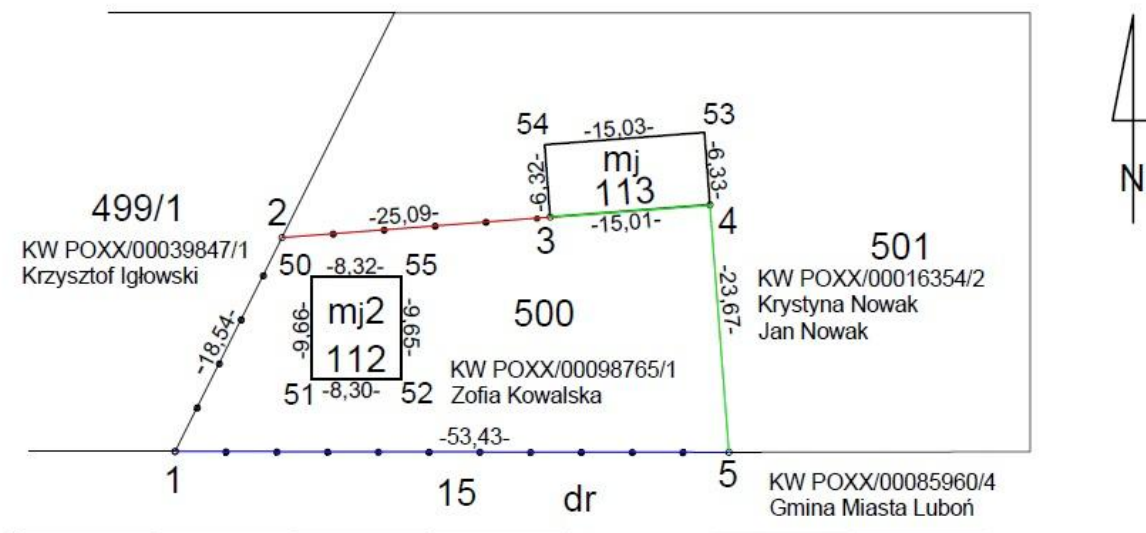 54
-15,03-
53
-6,32-
mj
113
-6,33-
499/1
2
-25,09-
3
-15,01-
4
N
KW POXX/00039847/1
Krzysztof Igłowski
501
KW POXX/00016354/2
Krystyna Nowak
Jan Nowak
50
-8,32-
55
-18,54-
-9,66-
mj2
112
-9,65-
500
-23,67-
KW POXX/00098765/1
Zofia Kowalska
51
-8,30-
52
-53,43-
1
15
dr
5
KW POXX/00085960/4
Gmina Miasta Luboń